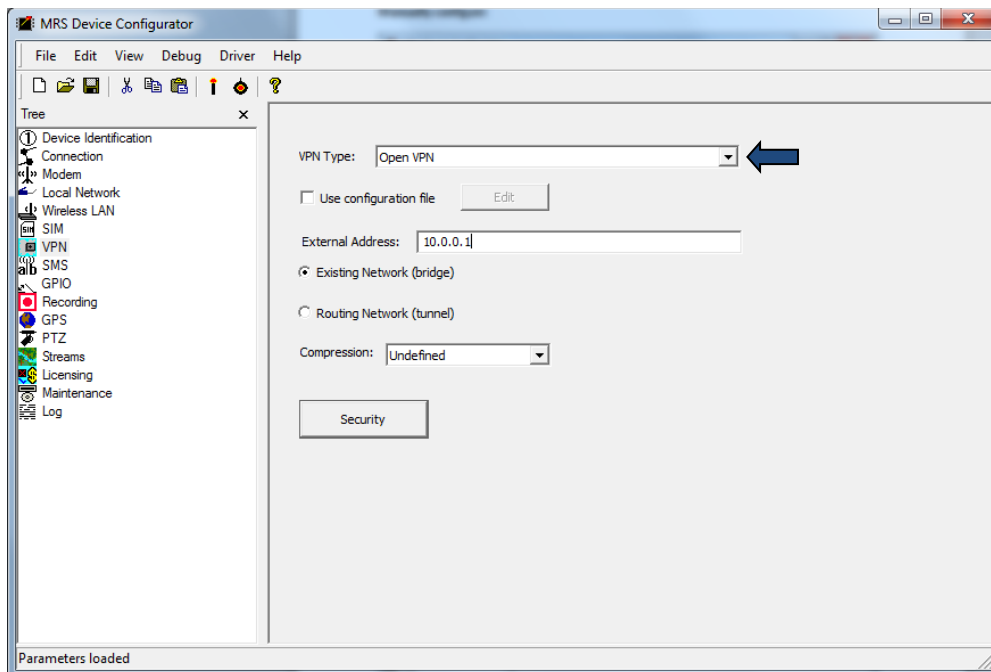 MRS Device Configurator
File Edit View Debug Driver Help
Tree x
Device Identification
Connection
Modem
Local Network
Wireless LAN
SIM
VPN
SMS
GPIO
Recording
GPS
PTZ
Streams
Licensing
Maintenance
Log
VPN Type: Open VPN
Use configuration file Edit
External Address: 10.0.0.1
Existing Network (bridge)
Routing Network (tunnel)
Compression: Undefined
Security
Parameters loaded